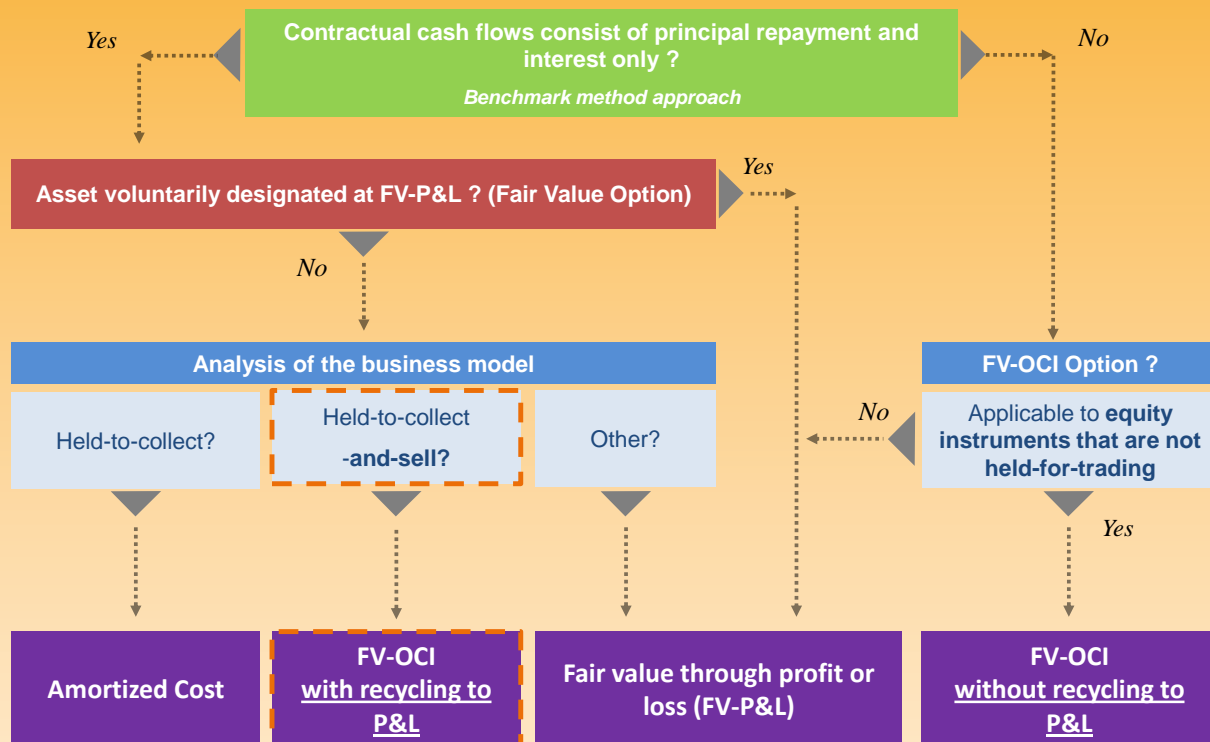 Yes
Contractual cash flows consist of principal repayment and
interest only ?
Benchmark method approach
No
Asset voluntarily designated at FV-P&L ? (Fair Value Option)
Yes
No
Analysis of the business model
Held-to-collect?
Held-to-collect
-and-sell?
Other?
No
FV-OCI Option ?
Applicable to equity
instruments that are not
held-for-trading
Yes
Amortized Cost
FV-OCI
with recycling to
P&L
Fair value through profit or
loss (FV-P&L)
FV-OCI
without recycling to
P&L